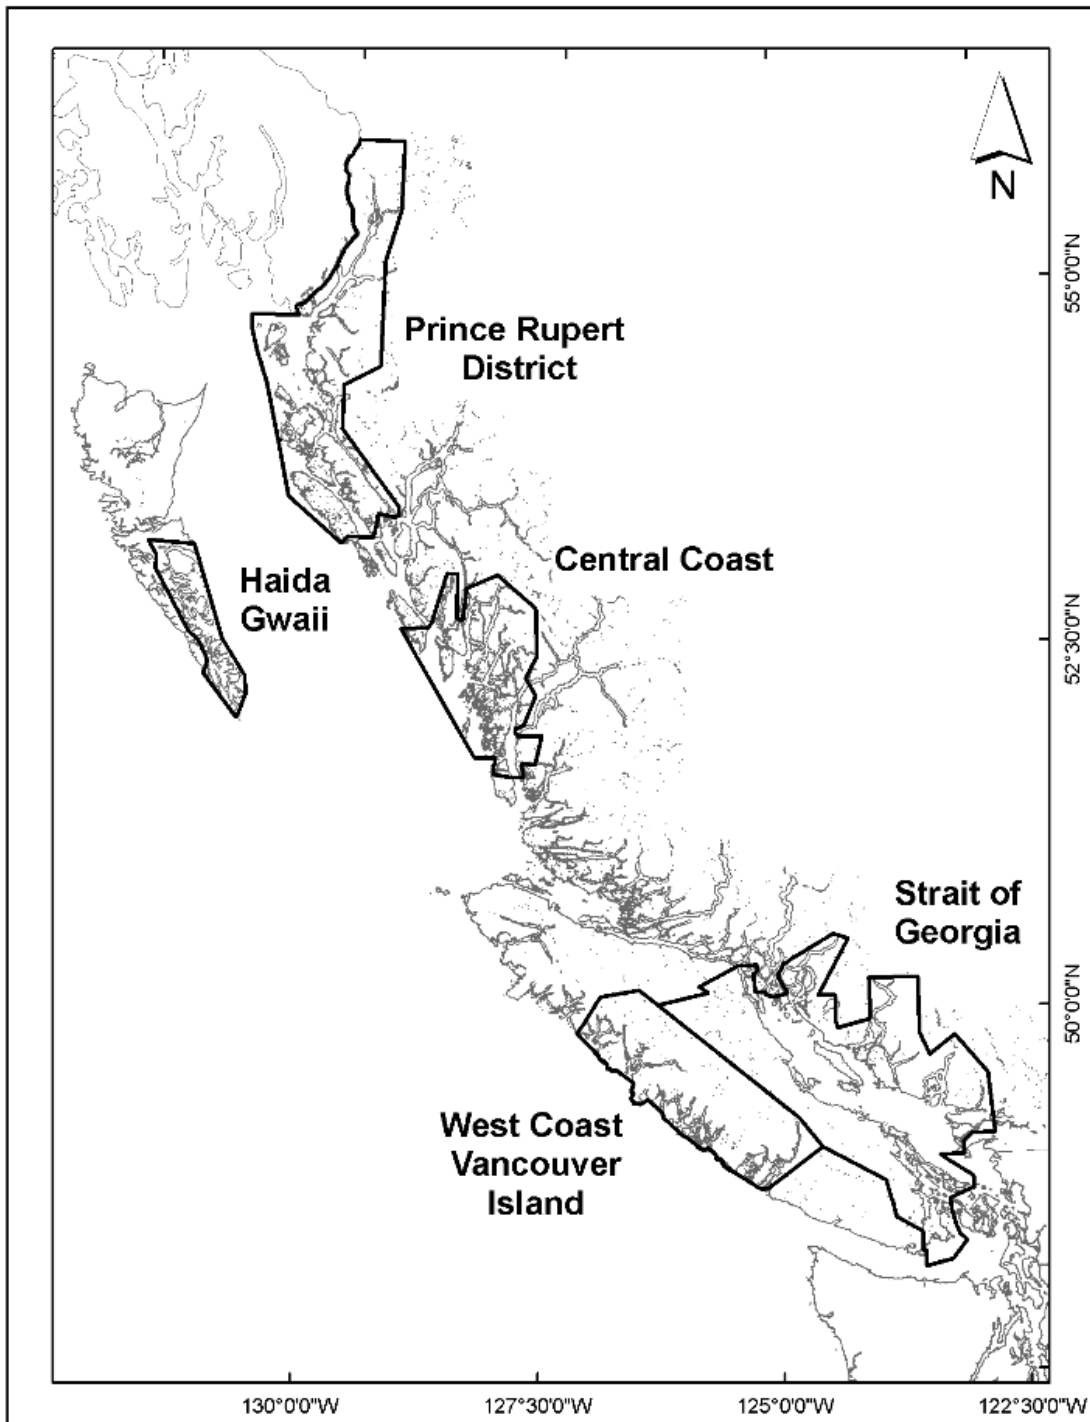 N
55°0'0"N
Prince Rupert
District
Central Coast
Haida
Gwaii
52°30'0"N
Strait of
Georgia
50°0'0"N
West Coast
Vancouver
Island
130°0'0"W
127°30'0"W
125°0'0"W
122°30'0"W